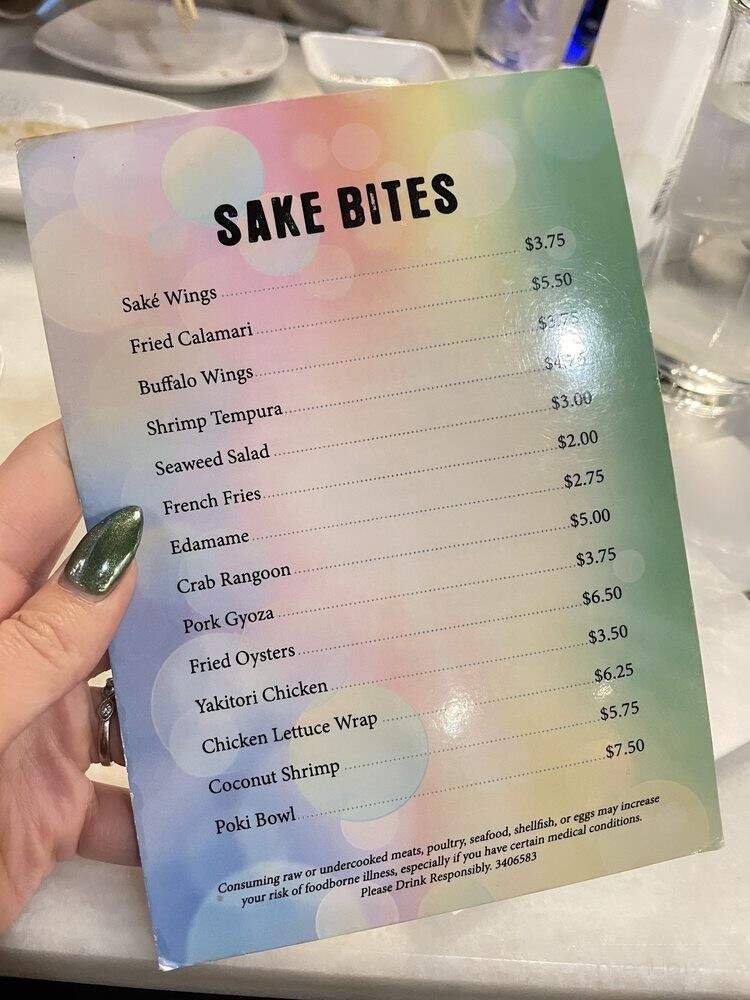 SAKE BITES
Saké Wings $3.75
Fried Calamari $5.50
Buffalo Wings $3.75
Shrimp Tempura $4.75
Seaweed Salad $3.00
French Fries $2.00
Edamame $2.75
Crab Rangoon $5.00
Pork Gyoza $3.75
Fried Oysters $6.50
Yakitori Chicken $3.50
Chicken Lettuce Wrap $6.25
Coconut Shrimp $5.75
Poki Bowl $7.50
Consuming raw or undercooked meats, poultry, seafood, shellfish, or eggs may increase
your risk of foodborne illness, especially if you have certain medical conditions.
Please Drink Responsibly. 3406583